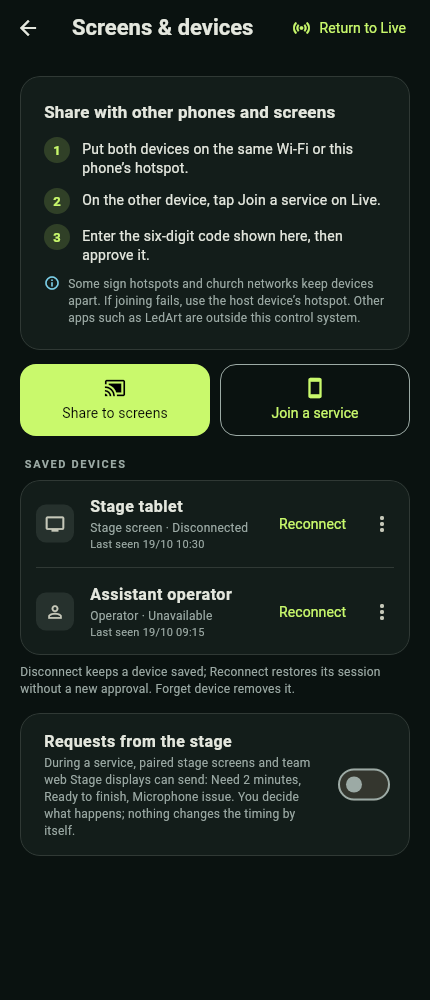 Screens & devices
Return to Live
Share with other phones and screens
1
Put both devices on the same Wi-Fi or this
phone's hotspot.
2
On the other device, tap Join a service on Live.
3
Enter the six-digit code shown here, then
approve it.
Some sign hotspots and church networks keep devices
apart. If joining fails, use the host device's hotspot. Other
apps such as LedArt are outside this control system.
Share to screens
Join a service
SAVED DEVICES
Stage tablet
Stage screen · Disconnected
Last seen 19/10 10:30
Reconnect
Assistant operator
Operator · Unavailable
Last seen 19/10 09:15
Reconnect
Disconnect keeps a device saved; Reconnect restores its session
without a new approval. Forget device removes it.
Requests from the stage
During a service, paired stage screens and team
web Stage displays can send: Need 2 minutes,
Ready to finish, Microphone issue. You decide
what happens; nothing changes the timing by
itself.